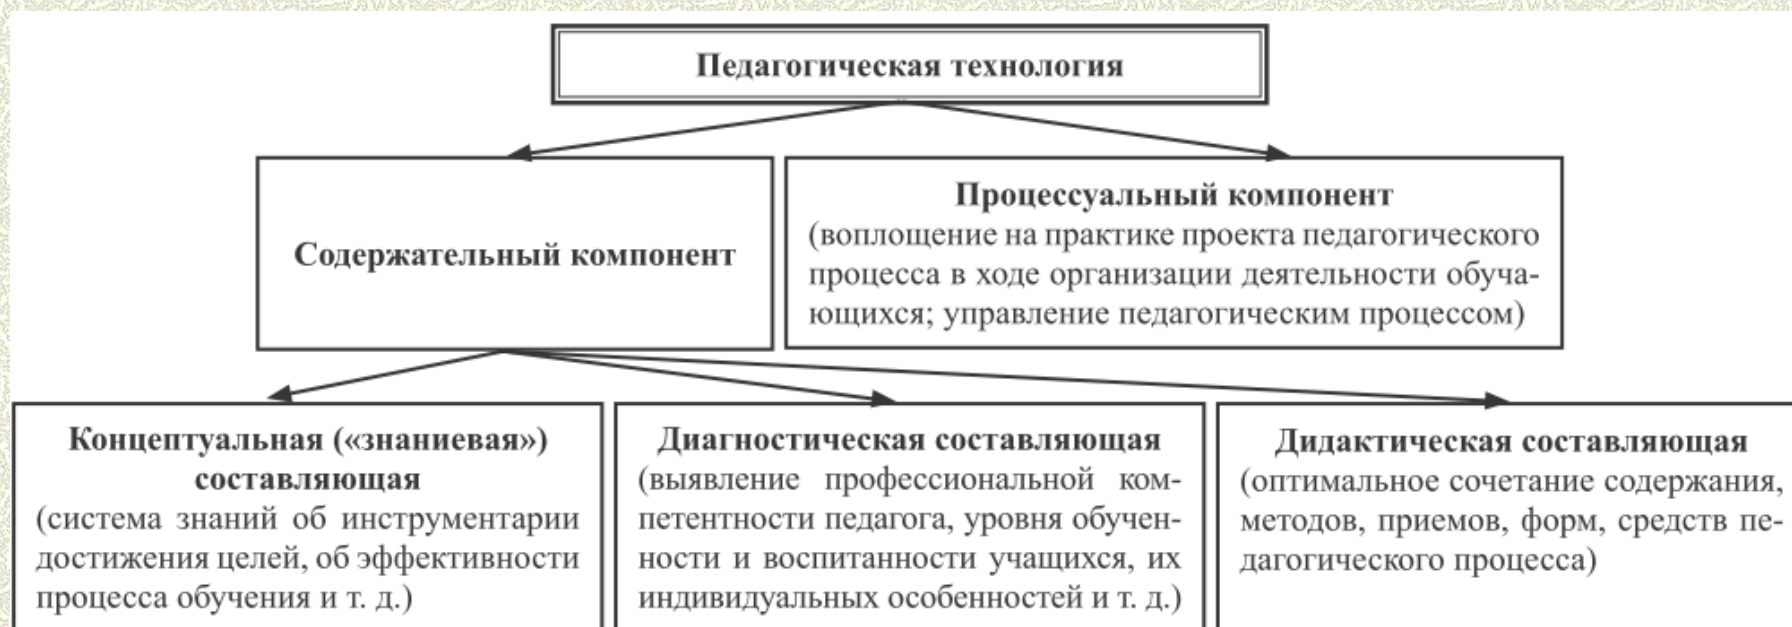 Педагогическая технология
Содержательный компонент
Процессуальный компонент
(воплощение на практике проекта педагогического
процесса в ходе организации деятельности обуча-
ющихся; управление педагогическим процессом)
Концептуальная («знаниевая»)
составляющая
(система знаний об инструментарии
достижения целей, об эффективности
процесса обучения и т. д.)
Диагностическая составляющая
(выявление профессиональной ком-
петентности педагога, уровня обучен-
ности и воспитанности учащихся, их
индивидуальных особенностей и т. д.)
Дидактическая составляющая
(оптимальное сочетание содержания,
методов, приемов, форм, средств пе-
дагогического процесса)